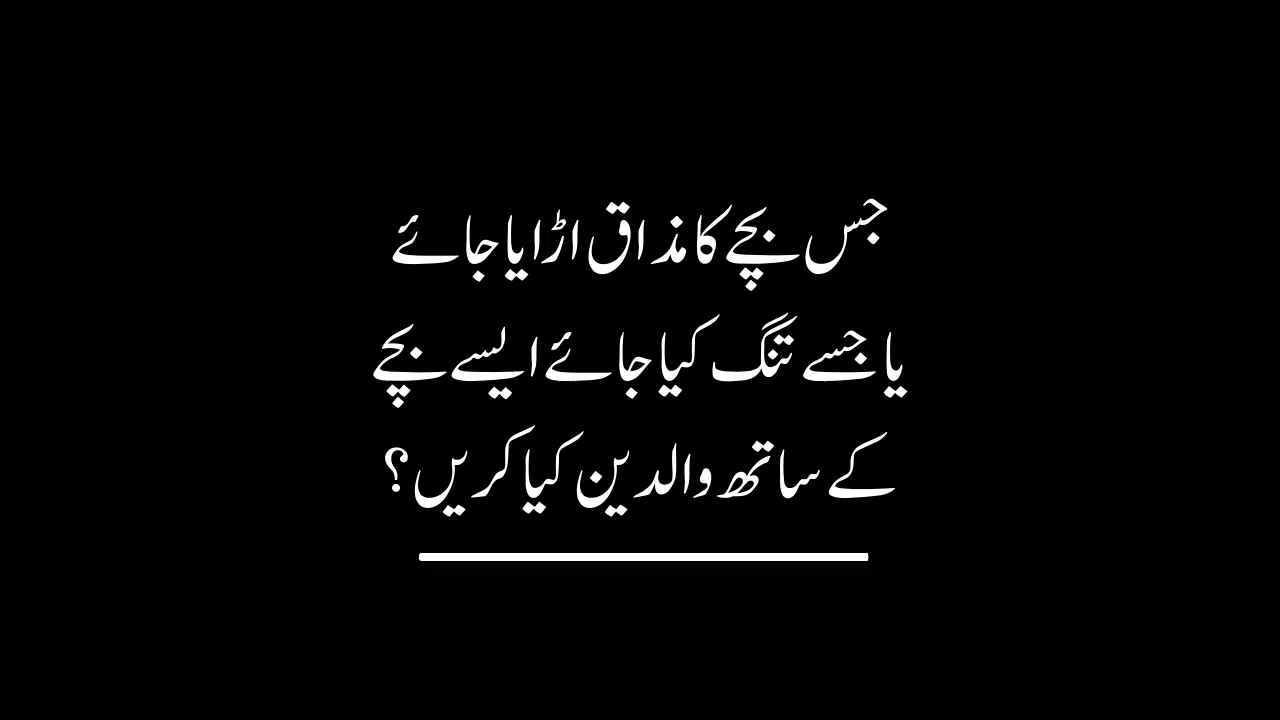 جس بچے کا مذاق اڑایا جائے
یا جسے تنگ کیا جائے ایسے بچے
کے ساتھ والدین کیا کریں؟